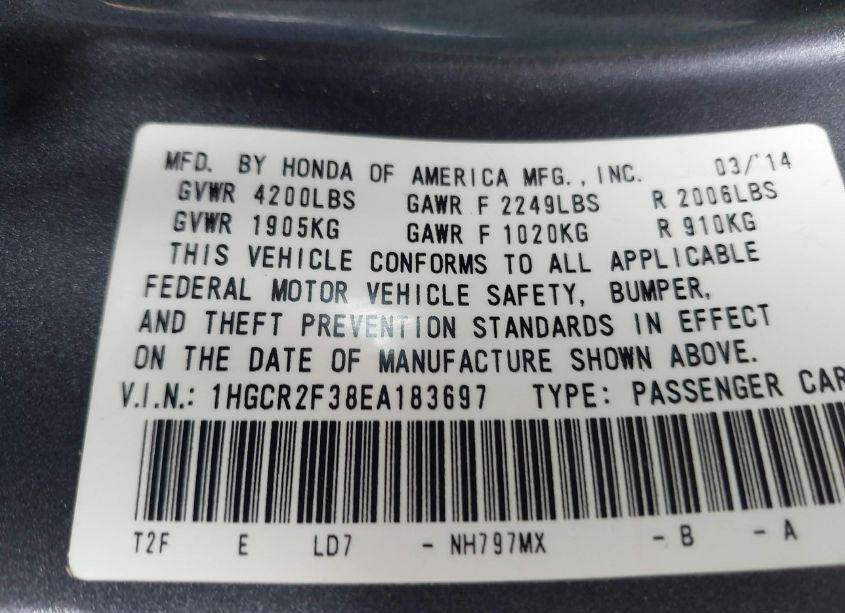 MFD. BY HONDA OF AMERICA MFG., INC. 03/'14
GVWR 4200LBS GAWR F 2249LBS R 2006LBS
GVWR 1905KG GAWR F 1020KG R 910KG
THIS VEHICLE CONFORMS TO ALL APPLICABLE
FEDERAL MOTOR VEHICLE SAFETY, BUMPER,
AND THEFT PREVENTION STANDARDS IN EFFECT
ON THE DATE OF MANUFACTURE SHOWN ABOVE.
V.I.N.: 1HGCR2F38EA183697 TYPE: PASSENGER CAR
T2F E LD7 - NH797MX - B - A